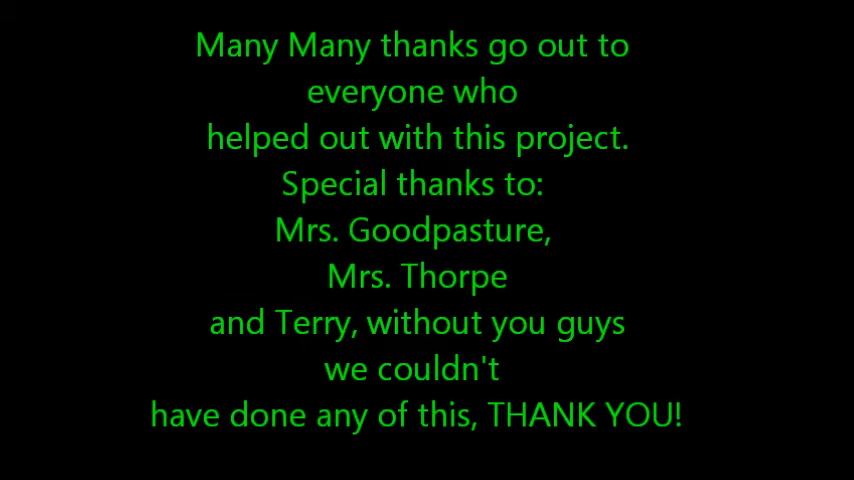 Many Many thanks go out to
everyone who
helped out with this project.
Special thanks to:
Mrs. Goodpasture,
Mrs. Thorpe
and Terry, without you guys
we couldn't
have done any of this, THANK YOU!